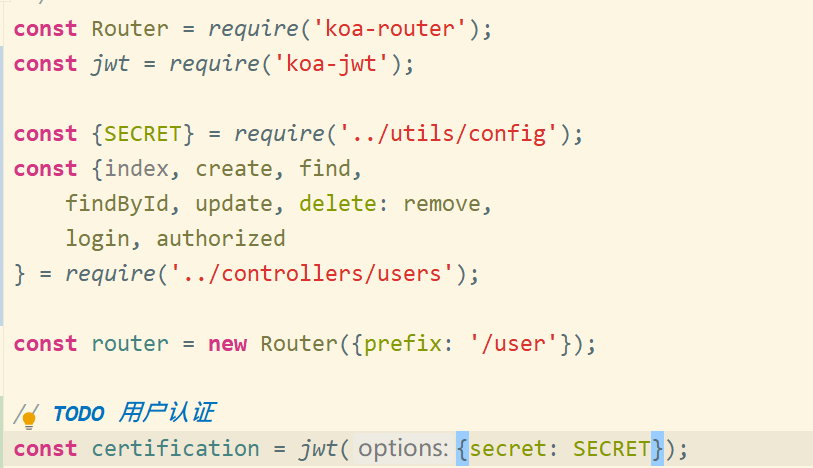 const Router = require('koa-router');
const jwt = require('koa-jwt');
const {SECRET} = require('../utils/config');
const {index, create, find,
findById, update, delete: remove,
login, authorized
} = require('../controllers/users');
const router = new Router({prefix: '/user'});
// TODO 用户认证
const certification = jwt( options: {secret: SECRET});